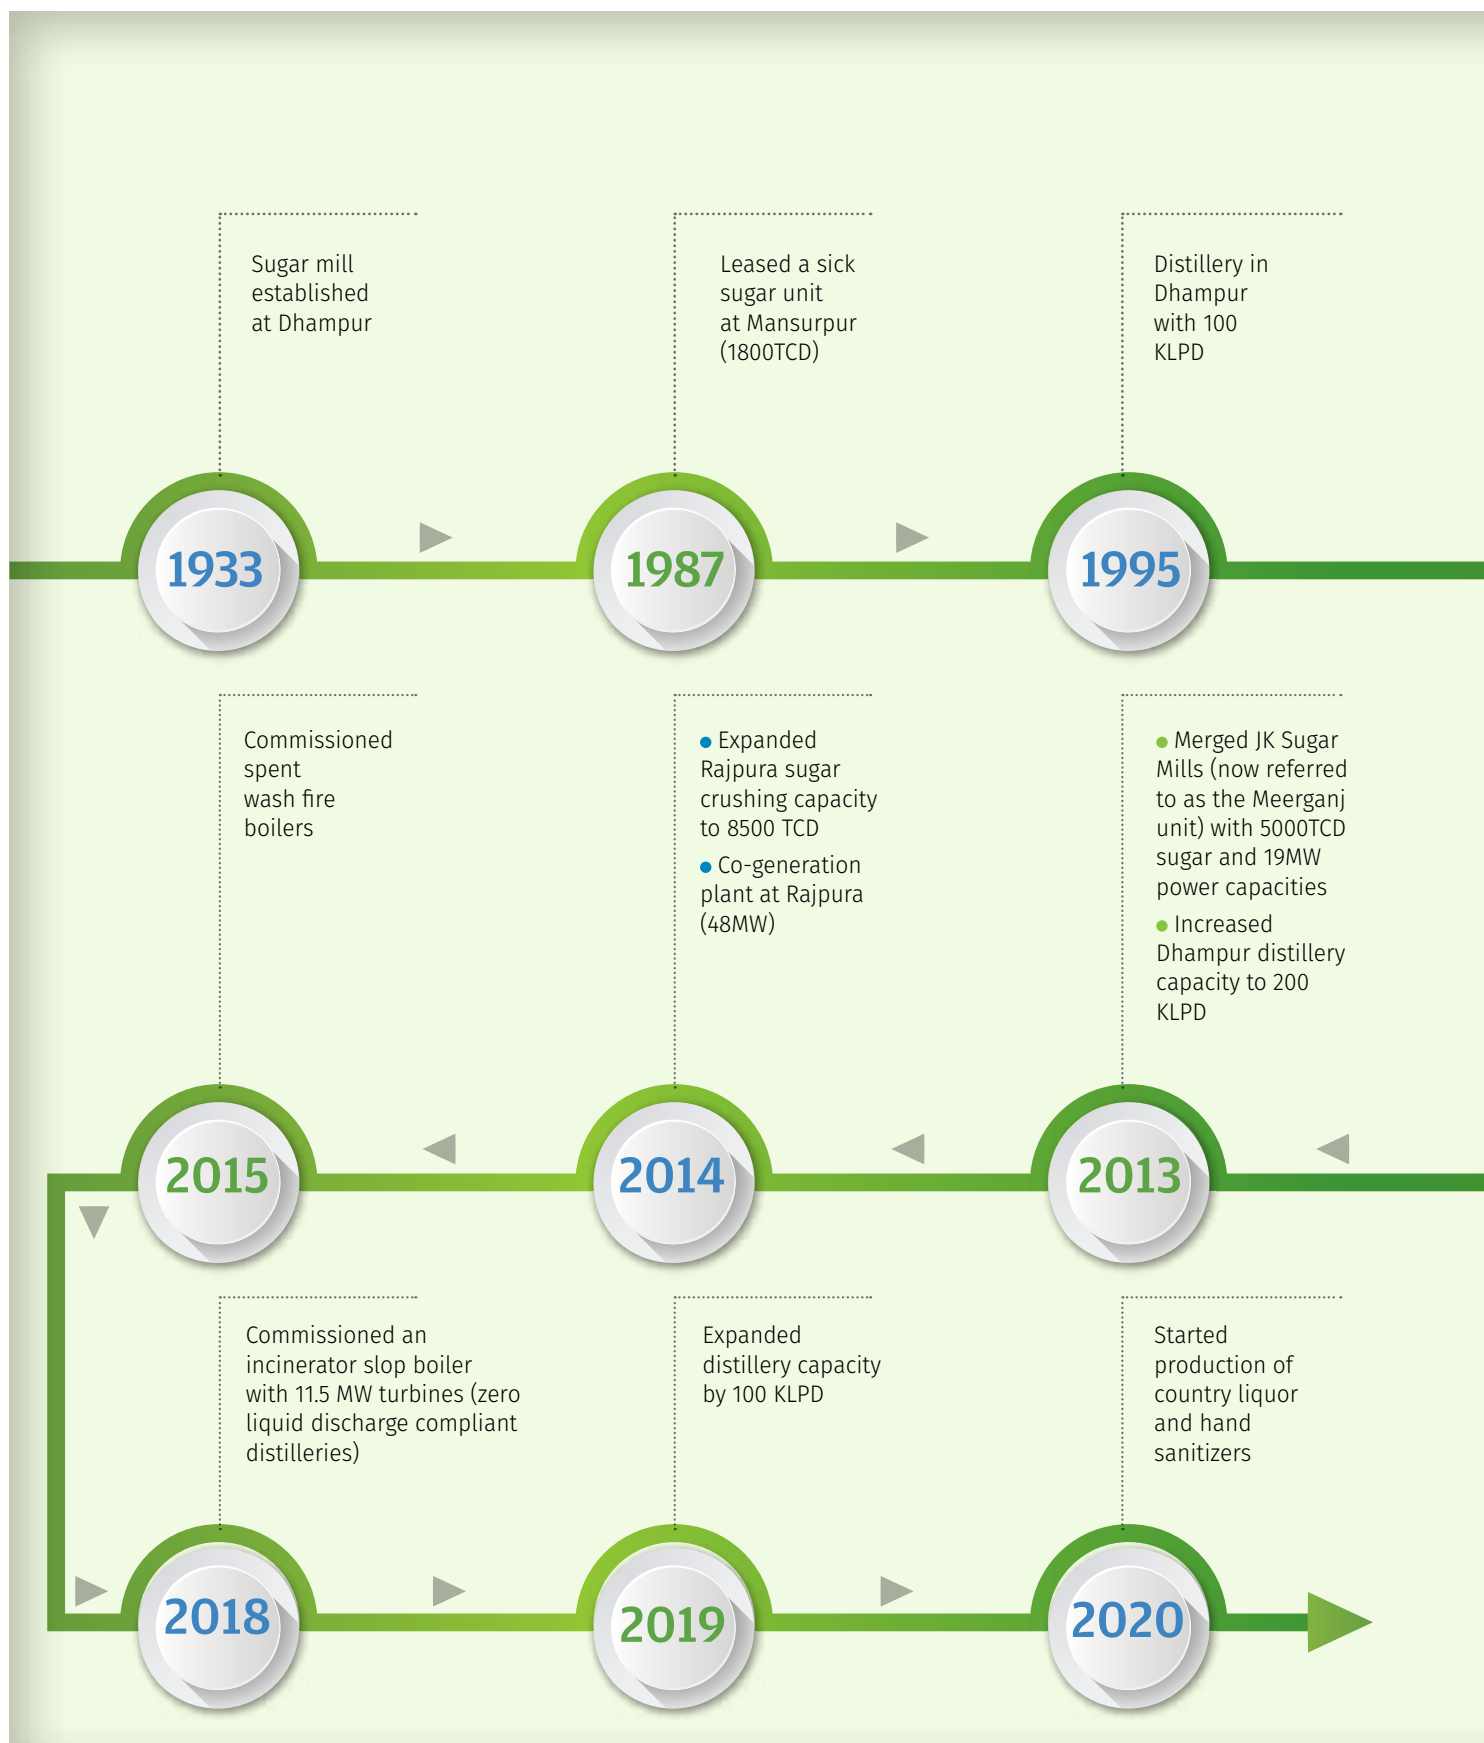 Sugar mill
established
at Dhampur
1933
Leased a sick
sugar unit
at Mansurpur
(1800TCD)
1987
Distillery in
Dhampur
with 100
KLPD
1995
● Merged JK Sugar
Mills (now referred
to as the Meerganj
unit) with 5000TCD
sugar and 19MW
power capacities
● Increased
Dhampur distillery
capacity to 200
KLPD
2013
● Expanded
Rajpura sugar
crushing capacity
to 8500 TCD
● Co-generation
plant at Rajpura
(48MW)
2014
Commissioned
spent
wash fire
boilers
2015
Commissioned an
incinerator slop boiler
with 11.5 MW turbines (zero
liquid discharge compliant
distilleries)
2018
Expanded
distillery capacity
by 100 KLPD
2019
Started
production of
country liquor
and hand
sanitizers
2020